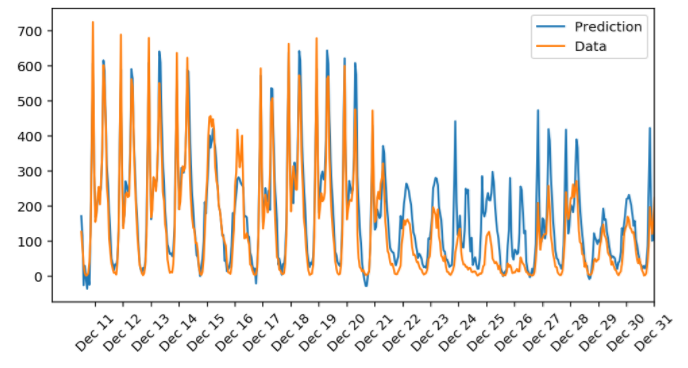 700
600
500
400
300
200
100
0
Prediction
Data
Dec 11
Dec 12
Dec 13
Dec 14
Dec 15
Dec 16
Dec 17
Dec 18
Dec 19
Dec 20
Dec 21
Dec 22
Dec 23
Dec 24
Dec 25
Dec 26
Dec 27
Dec 28
Dec 29
Dec 30
Dec 31